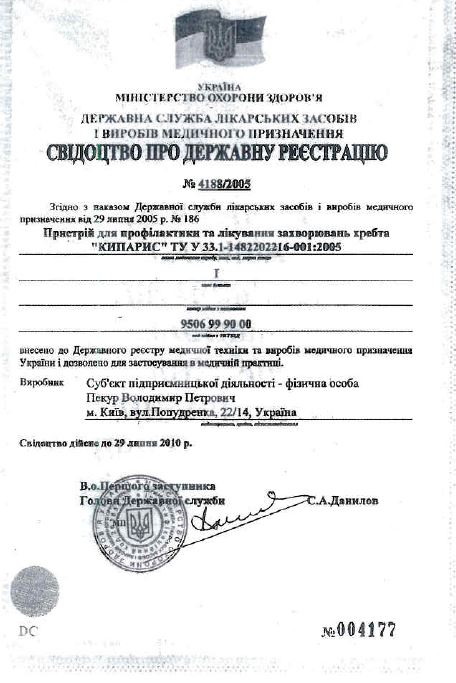 УКРАЇНА
МІНІСТЕРСТВО ОХОРОНИ ЗДОРОВ'Я
ДЕРЖАВНА СЛУЖБА ЛІКАРСЬКИХ ЗАСОБІВ
І ВИРОБІВ МЕДИЧНОГО ПРИЗНАЧЕННЯ
СВІДОЦТВО ПРО ДЕРЖАВНУ РЕЄСТРАЦІЮ
№ 4188/2005
Згідно з наказом Державної служби лікарських засобів і виробів медичного
призначення від 29 липня 2005 р. № 186
Пристрій для профілактики та лікування захворювань хребта
"КИПАРИС" ТУ У 33.1-1482202216-001:2005
I
9506 99 90 00
внесено до Державного реєстру медичної техніки та виробів медичного призначення
України і дозволено для застосування в медичній практиці.
Виробник Суб'єкт підприємницької діяльності - фізична особа
Пекур Володимир Петрович
м. Київ, вул.Попудренка, 22/14, Україна
Свідоцтво дійсне до 29 липня 2010 р.
В.о.Першого заступника
Голови Державної служби С.А.Данилов
МП
DC №004177